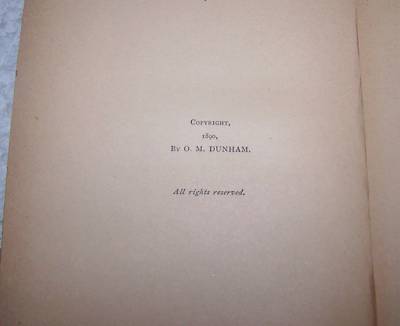 COPYRIGHT,
1890,
BY O. M. DUNHAM.
All rights reserved.